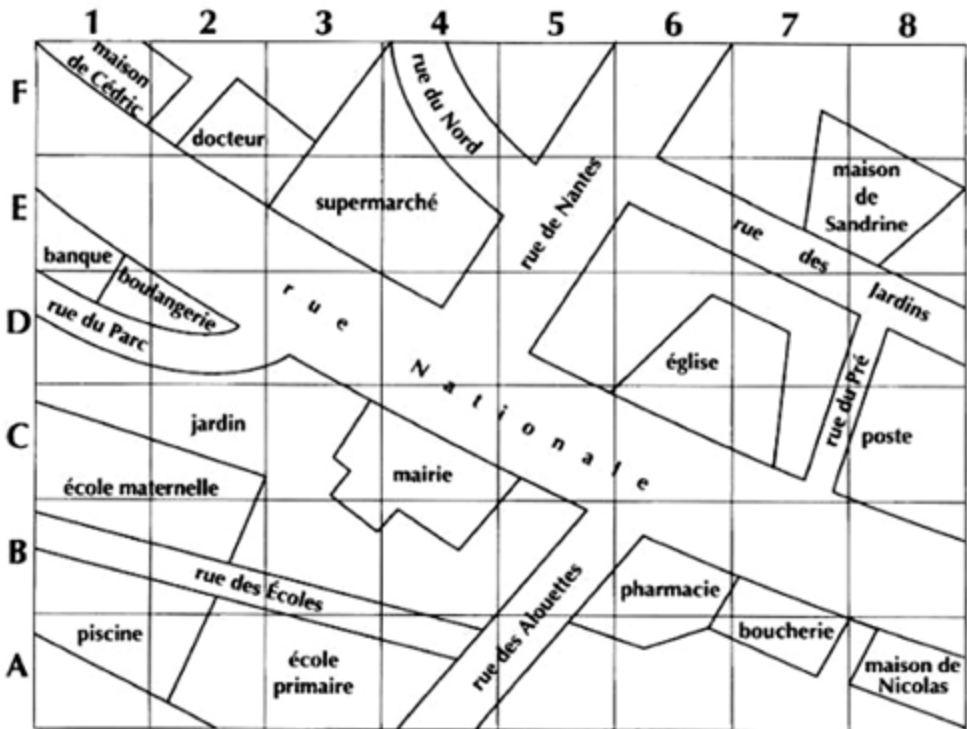 1 2 3 4 5 6 7 8
F
maison
de Cédric
docteur
rue du Nord
E
supermarché
rue de Nantes
maison
de
Sandrine
rue des Jardins
banque
boulangerie
D
rue du Parc
rue Nationale
église
rue du Pré
C
jardin
mairie
poste
école maternelle
B
rue des Écoles
rue des Alouettes
pharmacie
boucherie
A
piscine
école
primaire
maison de
Nicolas